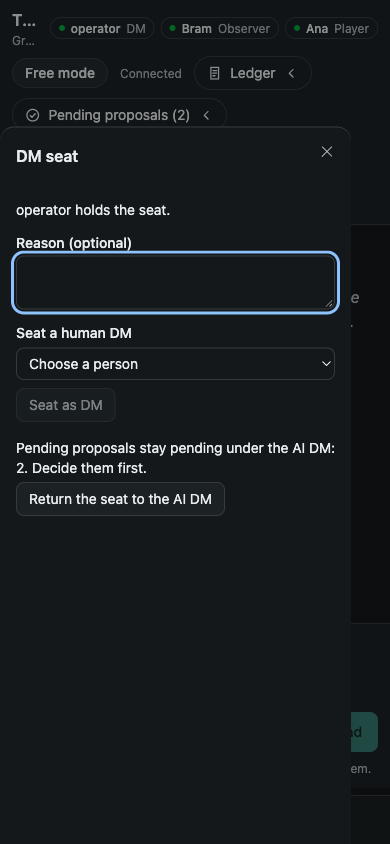 T...
Gr...
operator DM
Bram Observer
Ana Player
Free mode
Connected
Ledger
Pending proposals (2)
DM seat
operator holds the seat.
Reason (optional)
Seat a human DM
Choose a person
Seat as DM
Pending proposals stay pending under the AI DM:
2. Decide them first.
Return the seat to the AI DM
em.